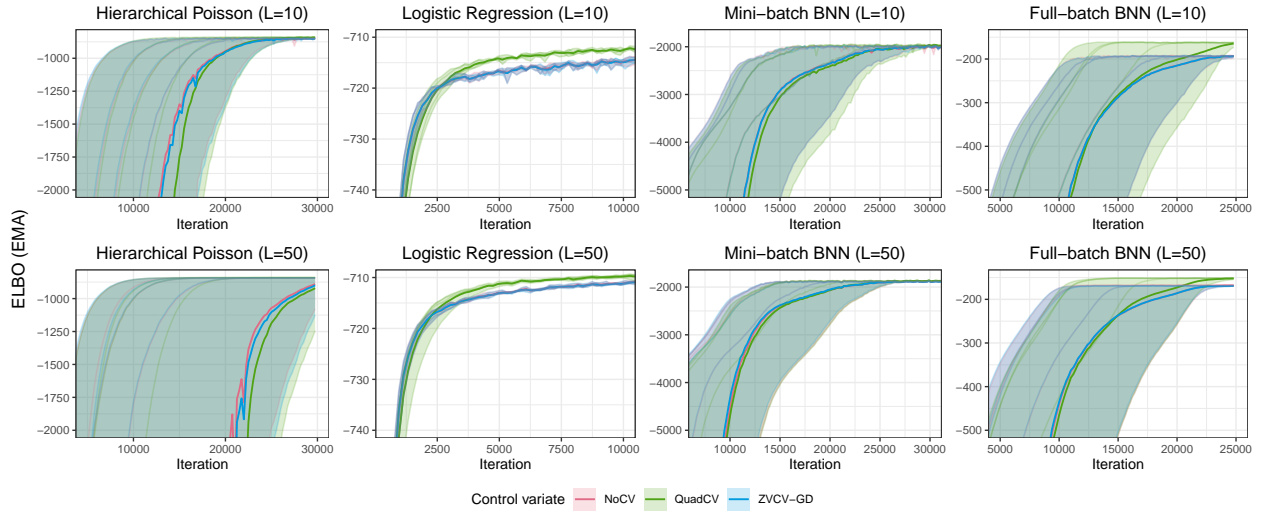 Hierarchical Poisson (L=10)
Logistic Regression (L=10)
Mini−batch BNN (L=10)
Full−batch BNN (L=10)
−1000
−1250
−1500
−1750
−2000
10000 20000 30000
Iteration
−710
−720
−730
−740
2500 5000 7500 10000
Iteration
−2000
−3000
−4000
−5000
10000 15000 20000 25000 30000
Iteration
−200
−300
−400
−500
5000 10000 15000 20000 25000
Iteration
ELBO (EMA)
Hierarchical Poisson (L=50)
Logistic Regression (L=50)
Mini−batch BNN (L=50)
Full−batch BNN (L=50)
−1000
−1250
−1500
−1750
−2000
10000 20000 30000
Iteration
−710
−720
−730
−740
2500 5000 7500 10000
Iteration
−2000
−3000
−4000
−5000
10000 15000 20000 25000 30000
Iteration
−200
−300
−400
−500
5000 10000 15000 20000 25000
Iteration
Control variate NoCV QuadCV ZVCV−GD